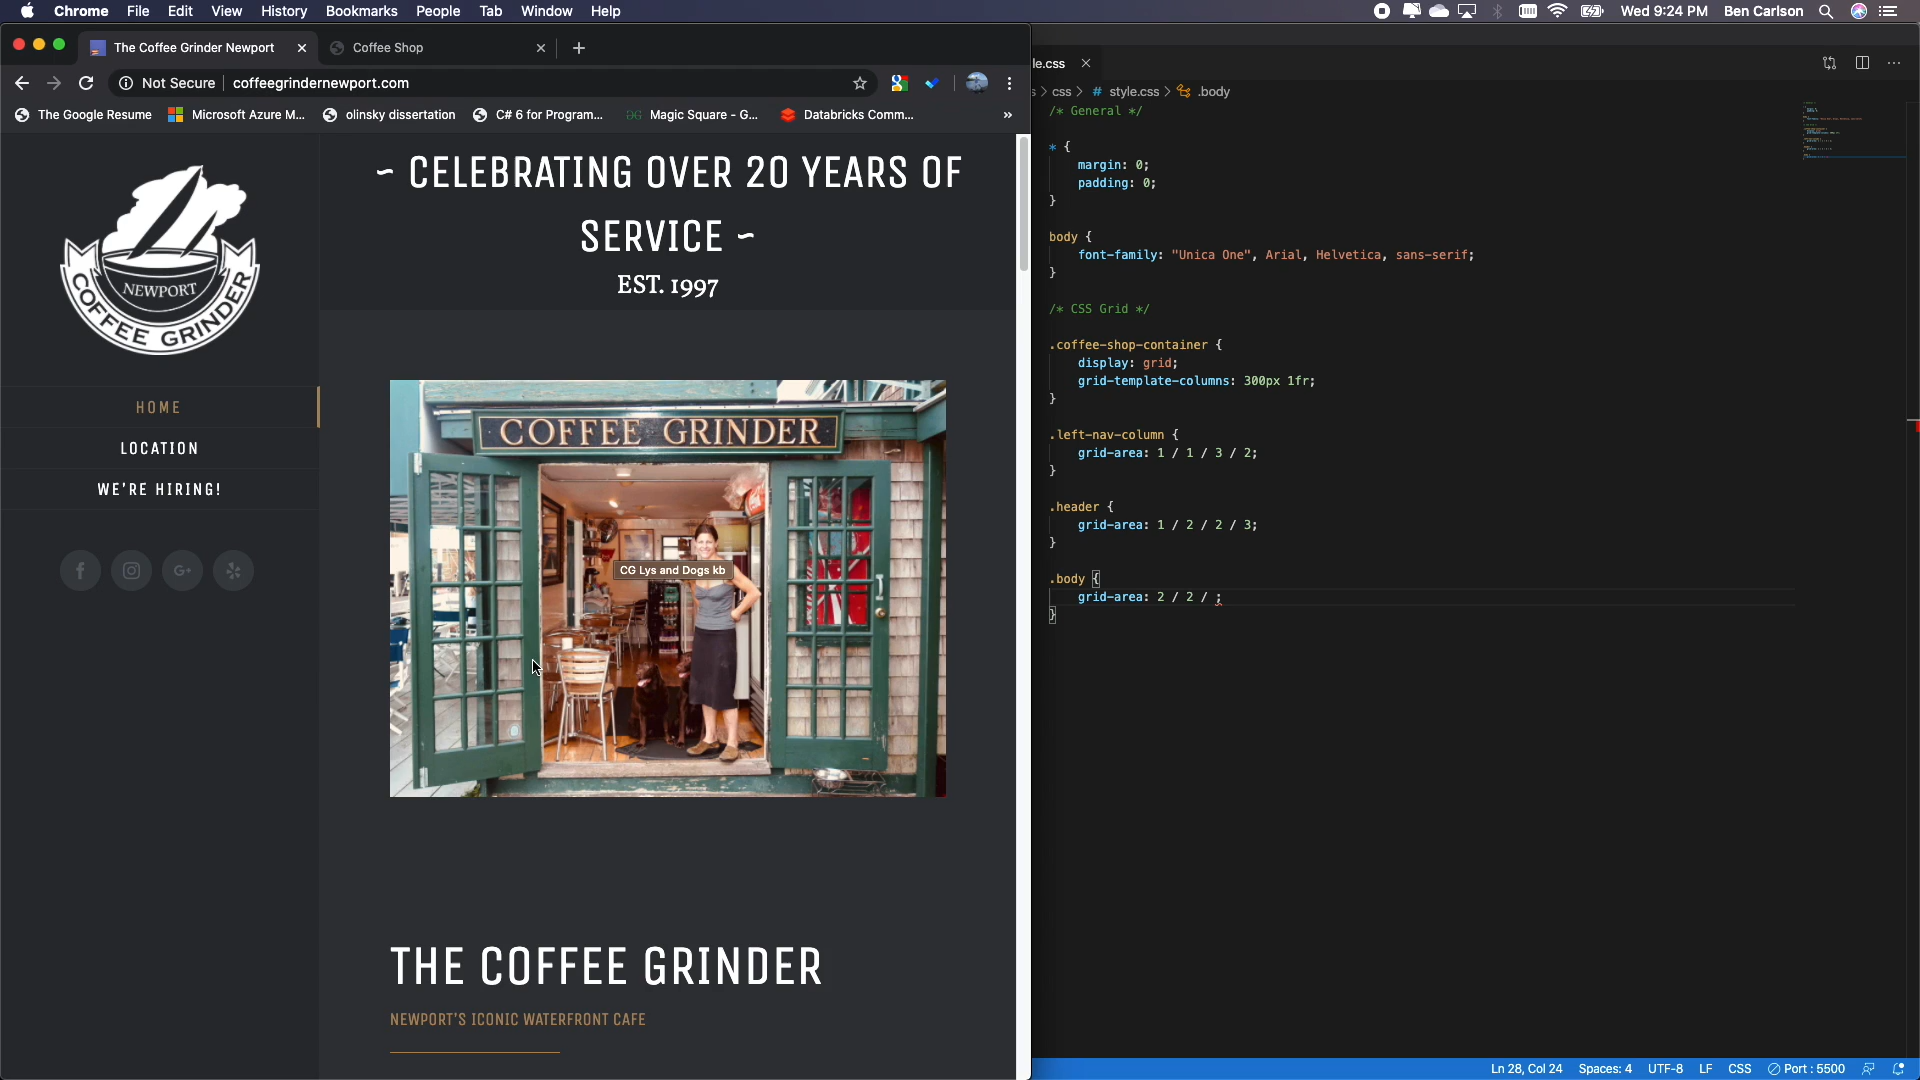 Chrome File Edit View History Bookmarks People Tab Window Help
Wed 9:24 PM Ben Carlson
The Coffee Grinder Newport
Coffee Shop
Not Secure coffeegrindernewport.com
The Google Resume Microsoft Azure M... olinsky dissertation C# 6 for Program... Magic Square - G... Databricks Comm... »
NEWPORT
COFFEE GRINDER
HOME
LOCATION
WE'RE HIRING!
~ CELEBRATING OVER 20 YEARS OF
SERVICE ~
EST. 1997
COFFEE GRINDER
CG Lys and Dogs kb
THE COFFEE GRINDER
NEWPORT'S ICONIC WATERFRONT CAFE
le.css
s > css > # style.css > .body
/* General */
* {
margin: 0;
padding: 0;
}
body {
font-family: "Unica One", Arial, Helvetica, sans-serif;
}
/* CSS Grid */
.coffee-shop-container {
display: grid;
grid-template-columns: 300px 1fr;
}
.left-nav-column {
grid-area: 1 / 1 / 3 / 2;
}
.header {
grid-area: 1 / 2 / 2 / 3;
}
.body {
grid-area: 2 / 2 / ;
}
Ln 28, Col 24 Spaces: 4 UTF-8 LF CSS Port : 5500